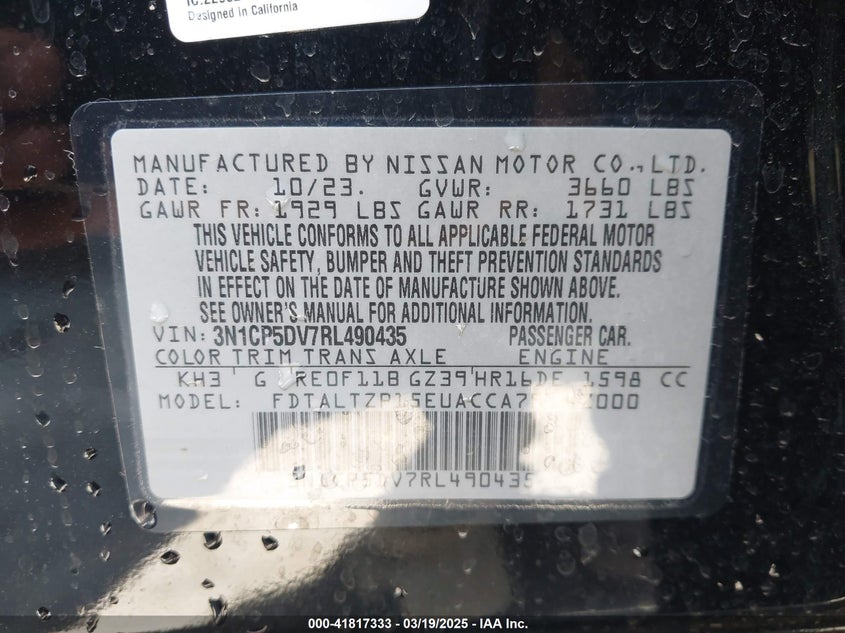 Designed in California
MANUFACTURED BY NISSAN MOTOR CO., LTD.
DATE: 10/23. GVWR: 3660 LBS
GAWR FR: 1929 LBS GAWR RR: 1731 LBS
THIS VEHICLE CONFORMS TO ALL APPLICABLE FEDERAL MOTOR
VEHICLE SAFETY, BUMPER AND THEFT PREVENTION STANDARDS
IN EFFECT ON THE DATE OF MANUFACTURE SHOWN ABOVE.
SEE OWNER'S MANUAL FOR ADDITIONAL INFORMATION.
VIN: 3N1CP5DV7RL490435 PASSENGER CAR.
COLOR TRIM TRANS AXLE ENGINE
KH3 G RE0F11B GZ39 HR16DE 1598 CC
MODEL:
3N1CP5DV7RL490435
000-41817333 - 03/19/2025 - IAA Inc.